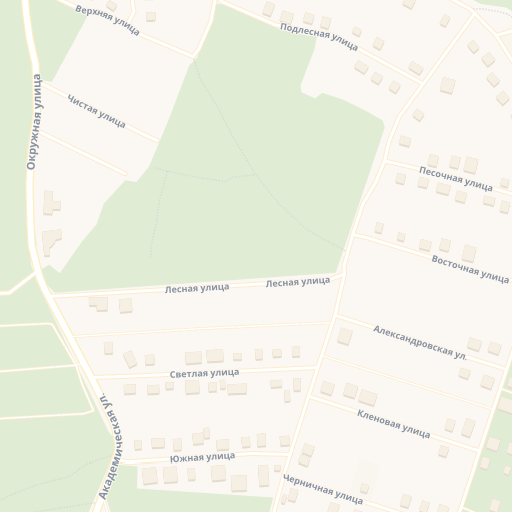 Верхняя улица
Подлесная улица
Окружная улица
Чистая улица
Песочная улица
Восточная улица
Лесная улица
Лесная улица
Александровская ул.
Светлая улица
Академическая ул.
Кленовая улица
Южная улица
Черничная улица